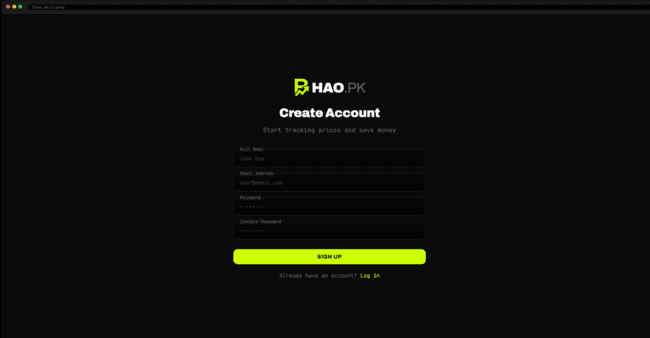 HAO.PK
Create Account
Start tracking prices and save money
Full Name
John Doe
Email Address
your@email.com
Password
Confirm Password
SIGN UP
Already have an account? Log in